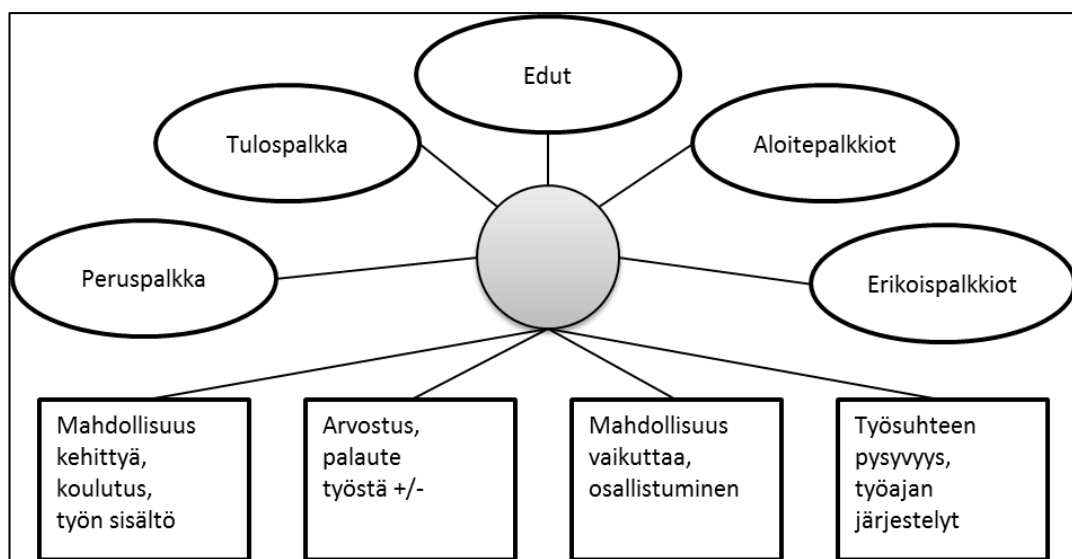 Edut
Tulospalkka
Aloitepalkkiot
Peruspalkka
Erikoispalkkiot
Mahdollisuus
kehittyä,
koulutus,
työn sisältö
Arvostus,
palaute
työstä +/-
Mahdollisuus
vaikuttaa,
osallistuminen
Työsuhteen
pysyvyys,
työajan
järjestelyt